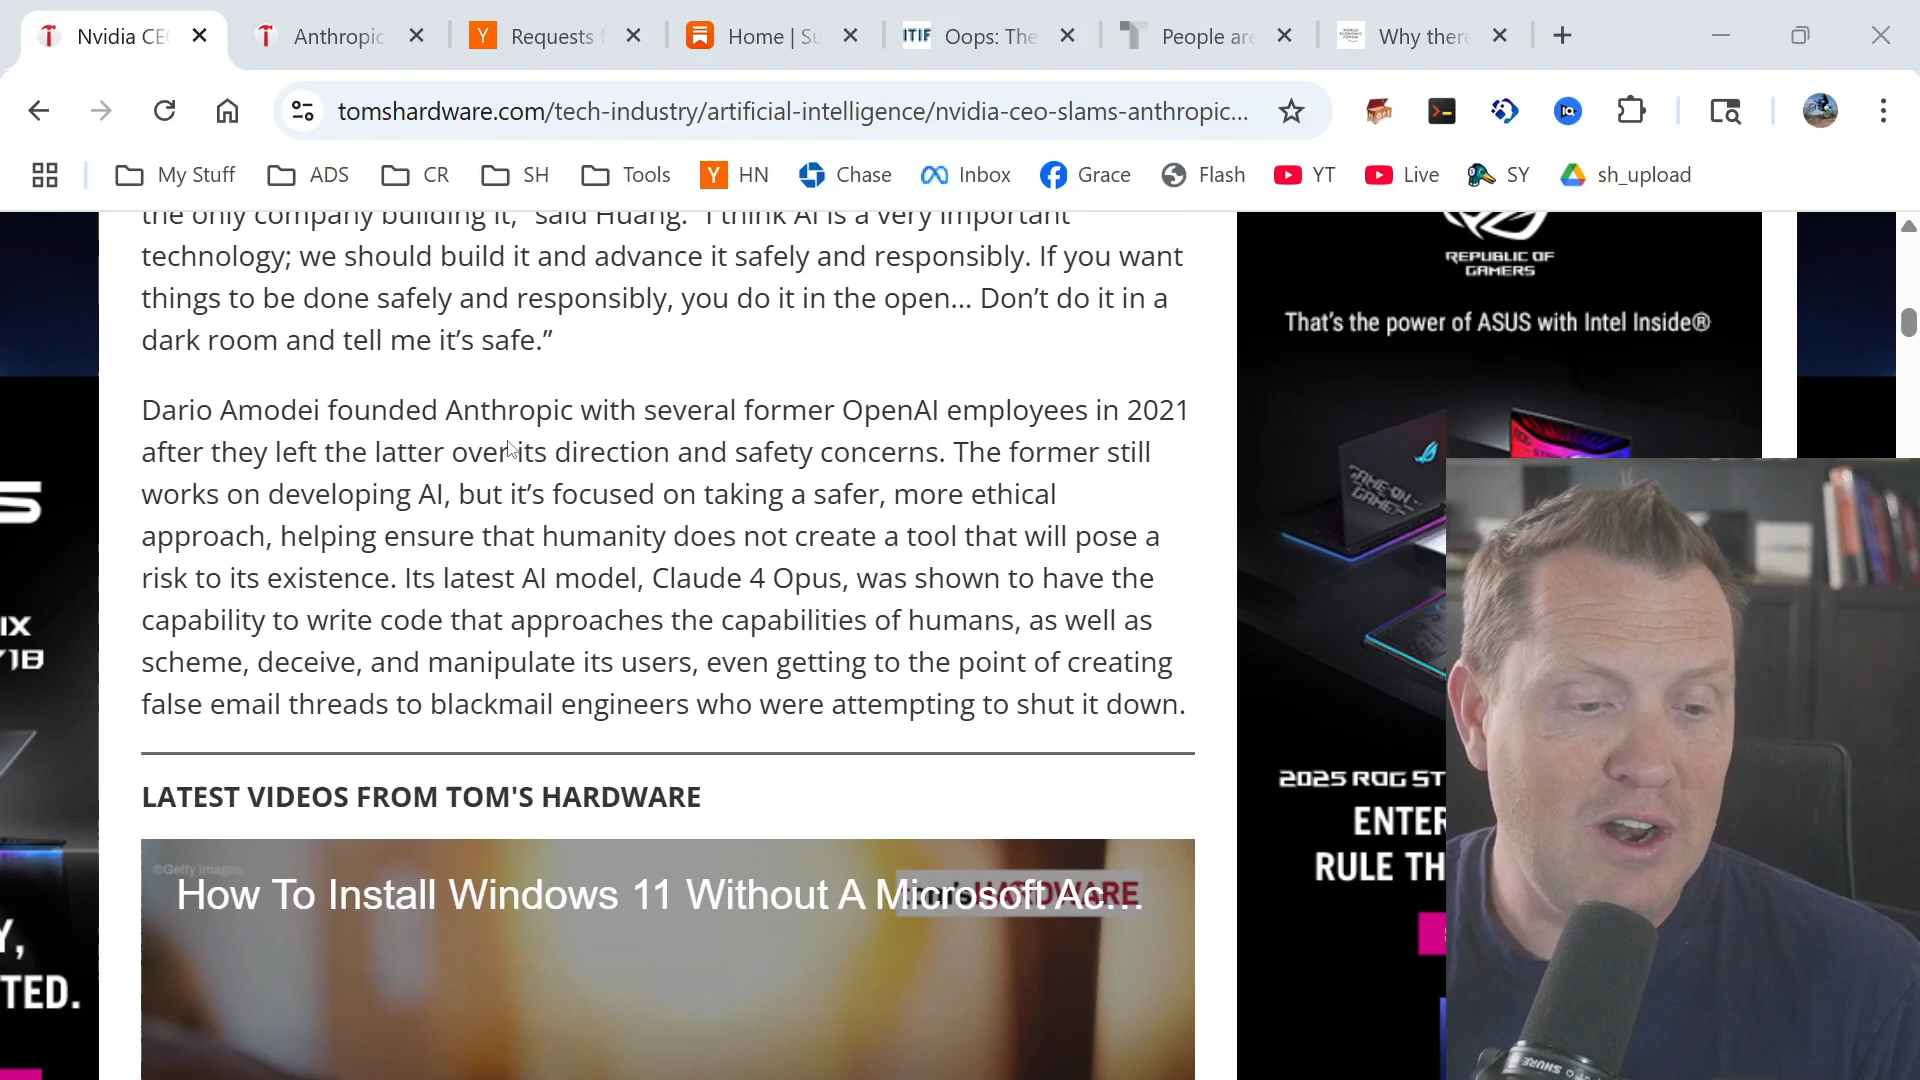 Nvidia CE
Anthropic
Requests f
Home | Su
ITIF Oops: The
People are
Why there
tomshardware.com/tech-industry/artificial-intelligence/nvidia-ceo-slams-anthropic...
My Stuff
ADS
CR
SH
Tools
HN
Chase
Inbox
Grace
Flash
YT
Live
SY
sh_upload
the only company building it,” said Huang. “I think AI is a very important
technology; we should build it and advance it safely and responsibly. If you want
things to be done safely and responsibly, you do it in the open… Don’t do it in a
dark room and tell me it’s safe.”
Dario Amodei founded Anthropic with several former OpenAI employees in 2021
after they left the latter over its direction and safety concerns. The former still
works on developing AI, but it’s focused on taking a safer, more ethical
approach, helping ensure that humanity does not create a tool that will pose a
risk to its existence. Its latest AI model, Claude 4 Opus, was shown to have the
capability to write code that approaches the capabilities of humans, as well as
scheme, deceive, and manipulate its users, even getting to the point of creating
false email threads to blackmail engineers who were attempting to shut it down.
LATEST VIDEOS FROM TOM'S HARDWARE
©Getty Images
How To Install Windows 11 Without A Microsoft Ac...
HARDWARE
REPUBLIC OF
GAMERS
That's the power of ASUS with Intel Inside®
GAME-ON
2025 ROG ST
ENTER
RULE TH
S
IX
Y,
TED.
SHURE